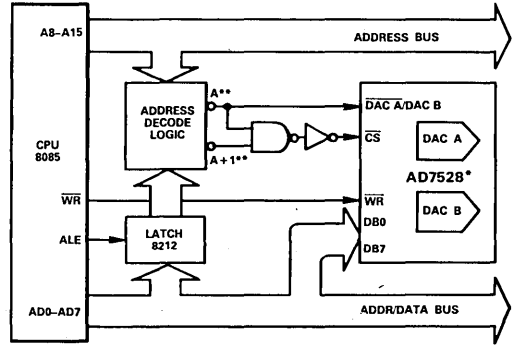 A8–A15
ADDRESS BUS
A**
ADDRESS
DECODE
LOGIC
DAC A/DAC B
CS
DAC A
CPU
8085
A+1**
AD7528*
WR
WR
DAC B
DB0
LATCH
8212
ALE
DB7
AD0–AD7
ADDR/DATA BUS